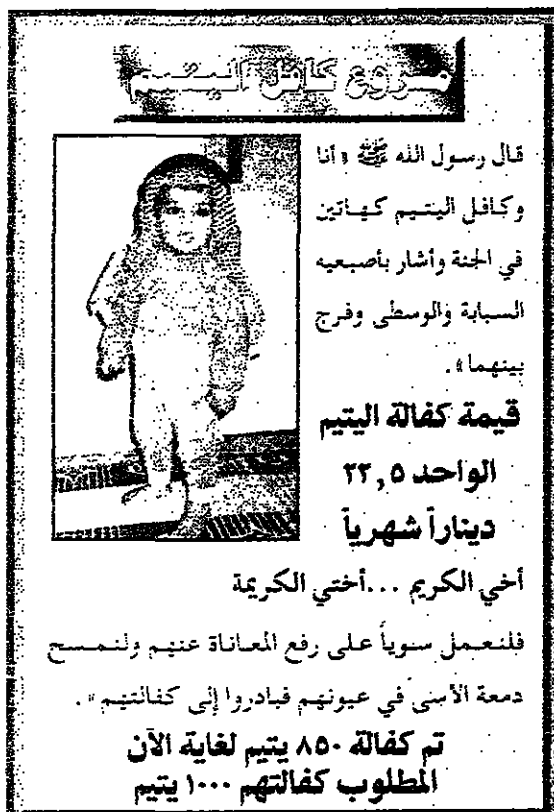 مشروع كافل اليتيم
قال رسول الله ﷺ «أنا
وكافل اليتيم كهاتين
في الجنة وأشار بأصبعيه
السبابة والوسطى وفرج
بينهما».
قيمة كفالة اليتيم
الواحد ٢٢,٥
ديناراً شهرياً
أخي الكريم ...أختي الكريمة
فلنعمل سوياً على رفع المعاناة عنهم ولنمسح
دمعة الأسى في عيونهم فبادروا إلى كفالتهم».
تم كفالة ٨٥٠ يتيم لغاية الآن
المطلوب كفالتهم ١٠٠٠ يتيم